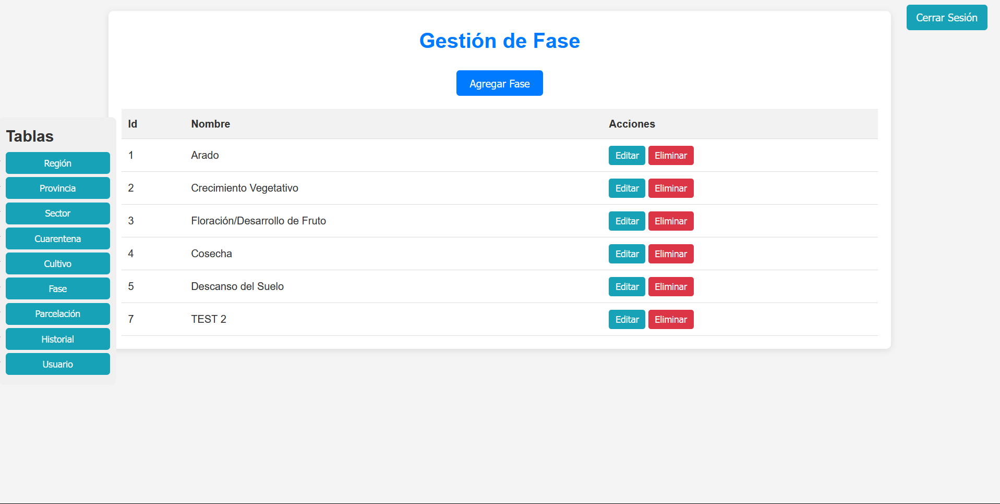 Cerrar Sesión
Gestión de Fase
Agregar Fase
Tablas
Región
Provincia
Sector
Cuarentena
Cultivo
Fase
Parcelación
Historial
Usuario
Id Nombre Acciones
1 Arado Editar Eliminar
2 Crecimiento Vegetativo Editar Eliminar
3 Floración/Desarrollo de Fruto Editar Eliminar
4 Cosecha Editar Eliminar
5 Descanso del Suelo Editar Eliminar
7 TEST 2 Editar Eliminar